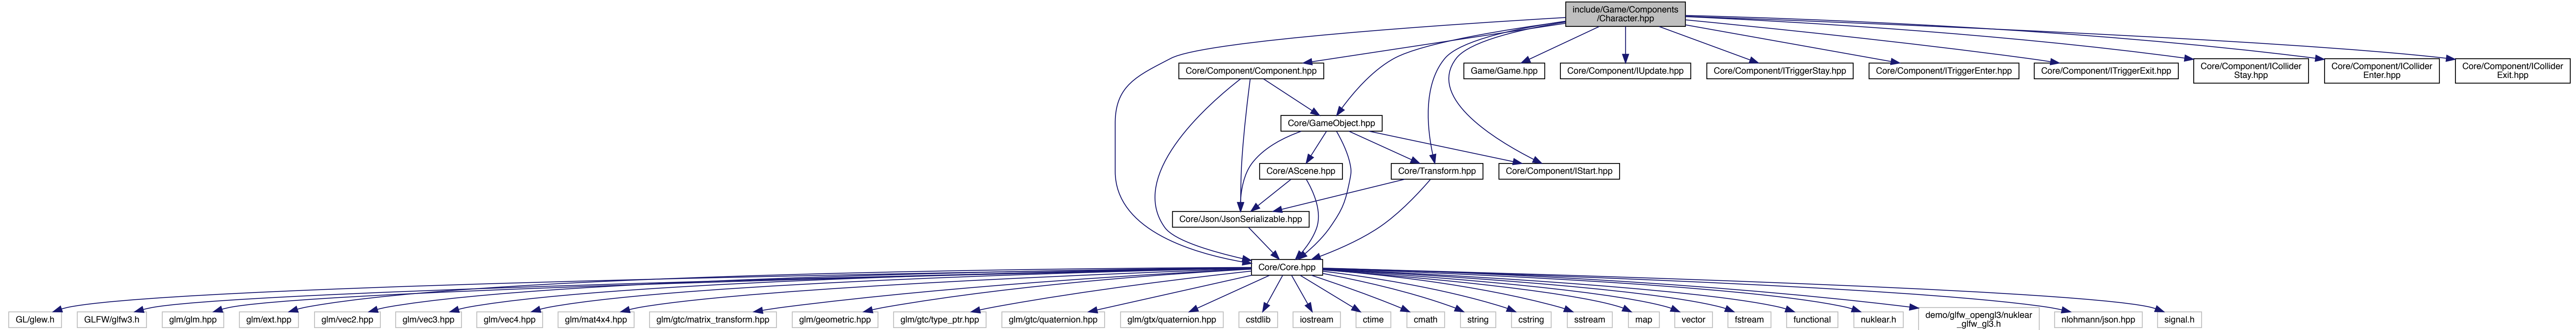 include/Game/Components
/Character.hpp
Core/Component/Component.hpp
Game/Game.hpp
Core/Component/IUpdate.hpp
Core/Component/ITriggerStay.hpp
Core/Component/ITriggerEnter.hpp
Core/Component/ITriggerExit.hpp
Core/Component/ICollider
Stay.hpp
Core/Component/ICollider
Enter.hpp
Core/Component/ICollider
Exit.hpp
Core/GameObject.hpp
Core/AScene.hpp
Core/Transform.hpp
Core/Component/IStart.hpp
Core/Json/JsonSerializable.hpp
Core/Core.hpp
GL/glew.h
GLFW/glfw3.h
glm/glm.hpp
glm/ext.hpp
glm/vec2.hpp
glm/vec3.hpp
glm/vec4.hpp
glm/mat4x4.hpp
glm/gtc/matrix_transform.hpp
glm/geometric.hpp
glm/gtc/type_ptr.hpp
glm/gtc/quaternion.hpp
glm/gtx/quaternion.hpp
cstdlib
iostream
ctime
cmath
string
cstring
sstream
map
vector
fstream
functional
nuklear.h
demo/glfw_opengl3/nuklear
_glfw_gl3.h
nlohmann/json.hpp
signal.h